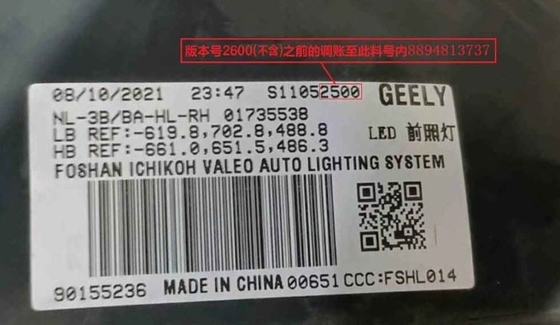 版本号2600(不含)之前的调账至此料号内8894813737
08/10/2021 23:47 S11052500 GEELY
NL-3B/BA-HL-RH 01735538
LB REF:-619.8,702.8,488.8 LED 前照灯
HB REF:-661.0,651.5,486.3
FOSHAN ICHIKOH VALEO AUTO LIGHTING SYSTEM
90155236 MADE IN CHINA 00651 CCC:FSHL014